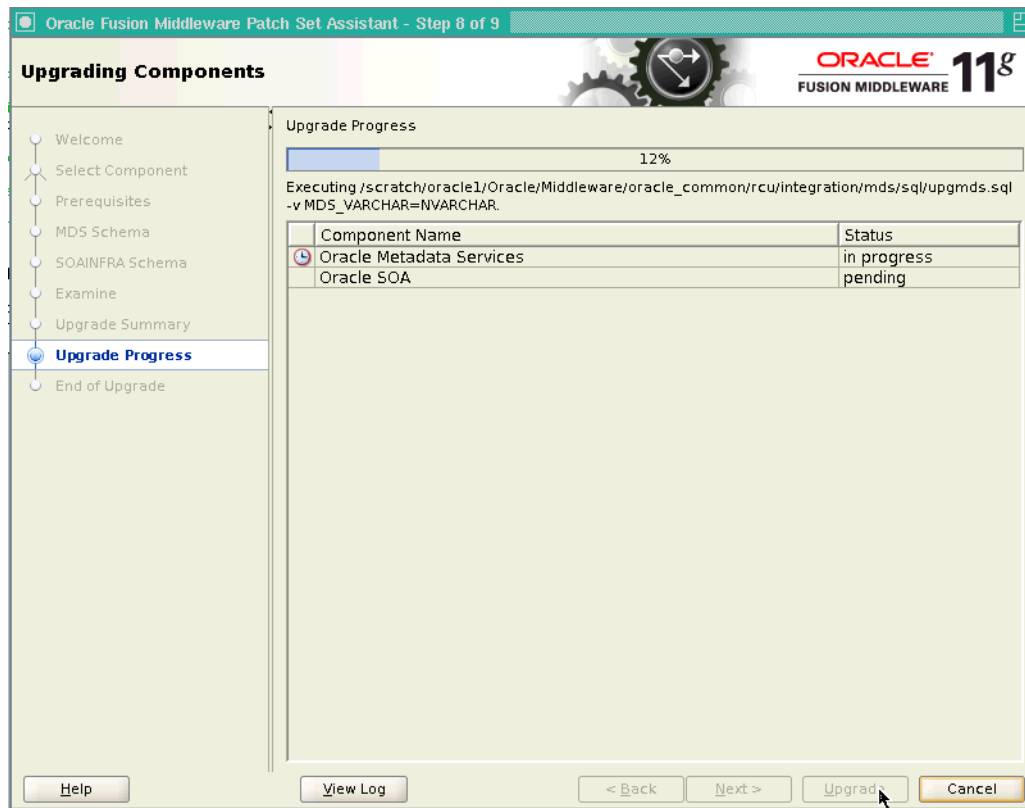 Oracle Fusion Middleware Patch Set Assistant - Step 8 of 9
Upgrading Components
ORACLE
FUSION MIDDLEWARE
11g
Welcome
Select Component
Prerequisites
MDS Schema
SOAINFRA Schema
Examine
Upgrade Summary
Upgrade Progress
End of Upgrade
Upgrade Progress
12%
Executing /scratch/oracle1/Oracle/Middleware/oracle_common/rcu/integration/mds/sql/upgmds.sql
-v MDS_VARCHAR=NVARCHAR.
Component Name Status
Oracle Metadata Services in progress
Oracle SOA pending
Help View Log < Back Next > Upgrade Cancel